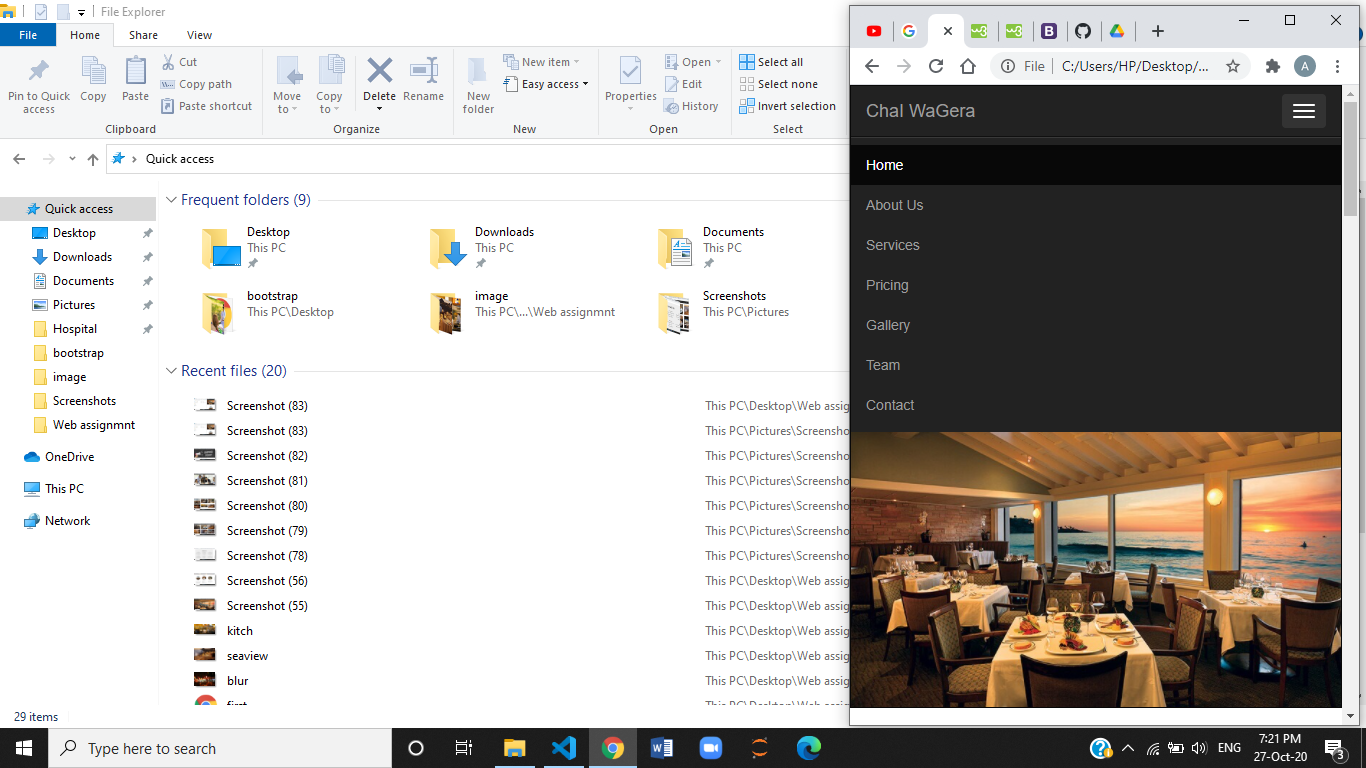 File Explorer
File Home Share View
Pin to Quick access
Copy
Paste
Cut
Copy path
Paste shortcut
Clipboard
Move to
Copy to
Delete
Rename
Organize
New folder
New item
Easy access
New
Properties
Open
Edit
History
Open
Select all
Select none
Invert selection
Select
Quick access
Quick access
Desktop
Downloads
Documents
Pictures
Hospital
bootstrap
image
Screenshots
Web assignmnt
OneDrive
This PC
Network
Frequent folders (9)
Desktop
This PC
Downloads
This PC
Documents
This PC
bootstrap
This PC\Desktop
image
This PC\...\Web assignmnt
Screenshots
This PC\Pictures
Recent files (20)
Screenshot (83) This PC\Desktop\Web assig
Screenshot (83) This PC\Pictures\Screensho
Screenshot (82) This PC\Pictures\Screensho
Screenshot (81) This PC\Pictures\Screensho
Screenshot (80) This PC\Pictures\Screensho
Screenshot (79) This PC\Pictures\Screensho
Screenshot (78) This PC\Pictures\Screensho
Screenshot (56) This PC\Desktop\Web assig
Screenshot (55) This PC\Desktop\Web assig
kitch This PC\Desktop\Web assig
seaview This PC\Desktop\Web assig
blur This PC\Desktop\Web assig
first This PC\Desktop\Web assig
29 items
File | C:/Users/HP/Desktop/...
A
Chal WaGera
Home
About Us
Services
Pricing
Gallery
Team
Contact
Type here to search
ENG
7:21 PM
27-Oct-20
3